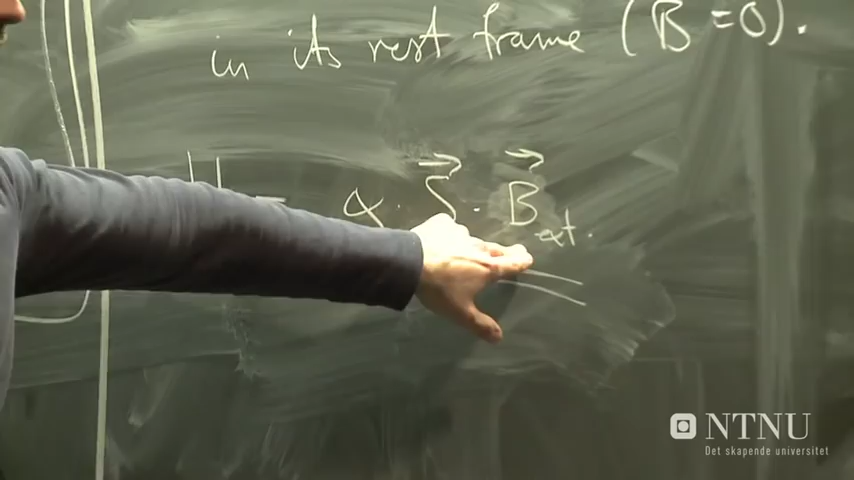 in its rest frame (B=0).
H = α · S⃗ · B⃗ ext.
NTNU
Det skapende universitet